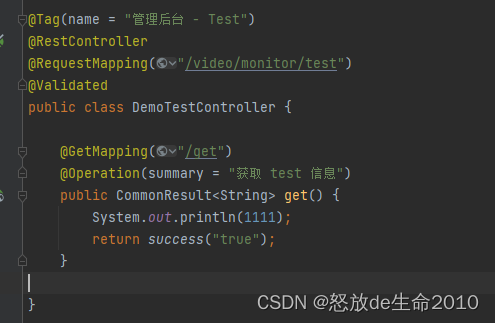 @Tag(name = "管理后台 - Test")
@RestController
@RequestMapping("/video/monitor/test")
@Validated
public class DemoTestController {
@GetMapping("/get")
@Operation(summary = "获取 test 信息")
public CommonResult<String> get() {
System.out.println(1111);
return success("true");
}
}
CSDN @怒放de生命2010